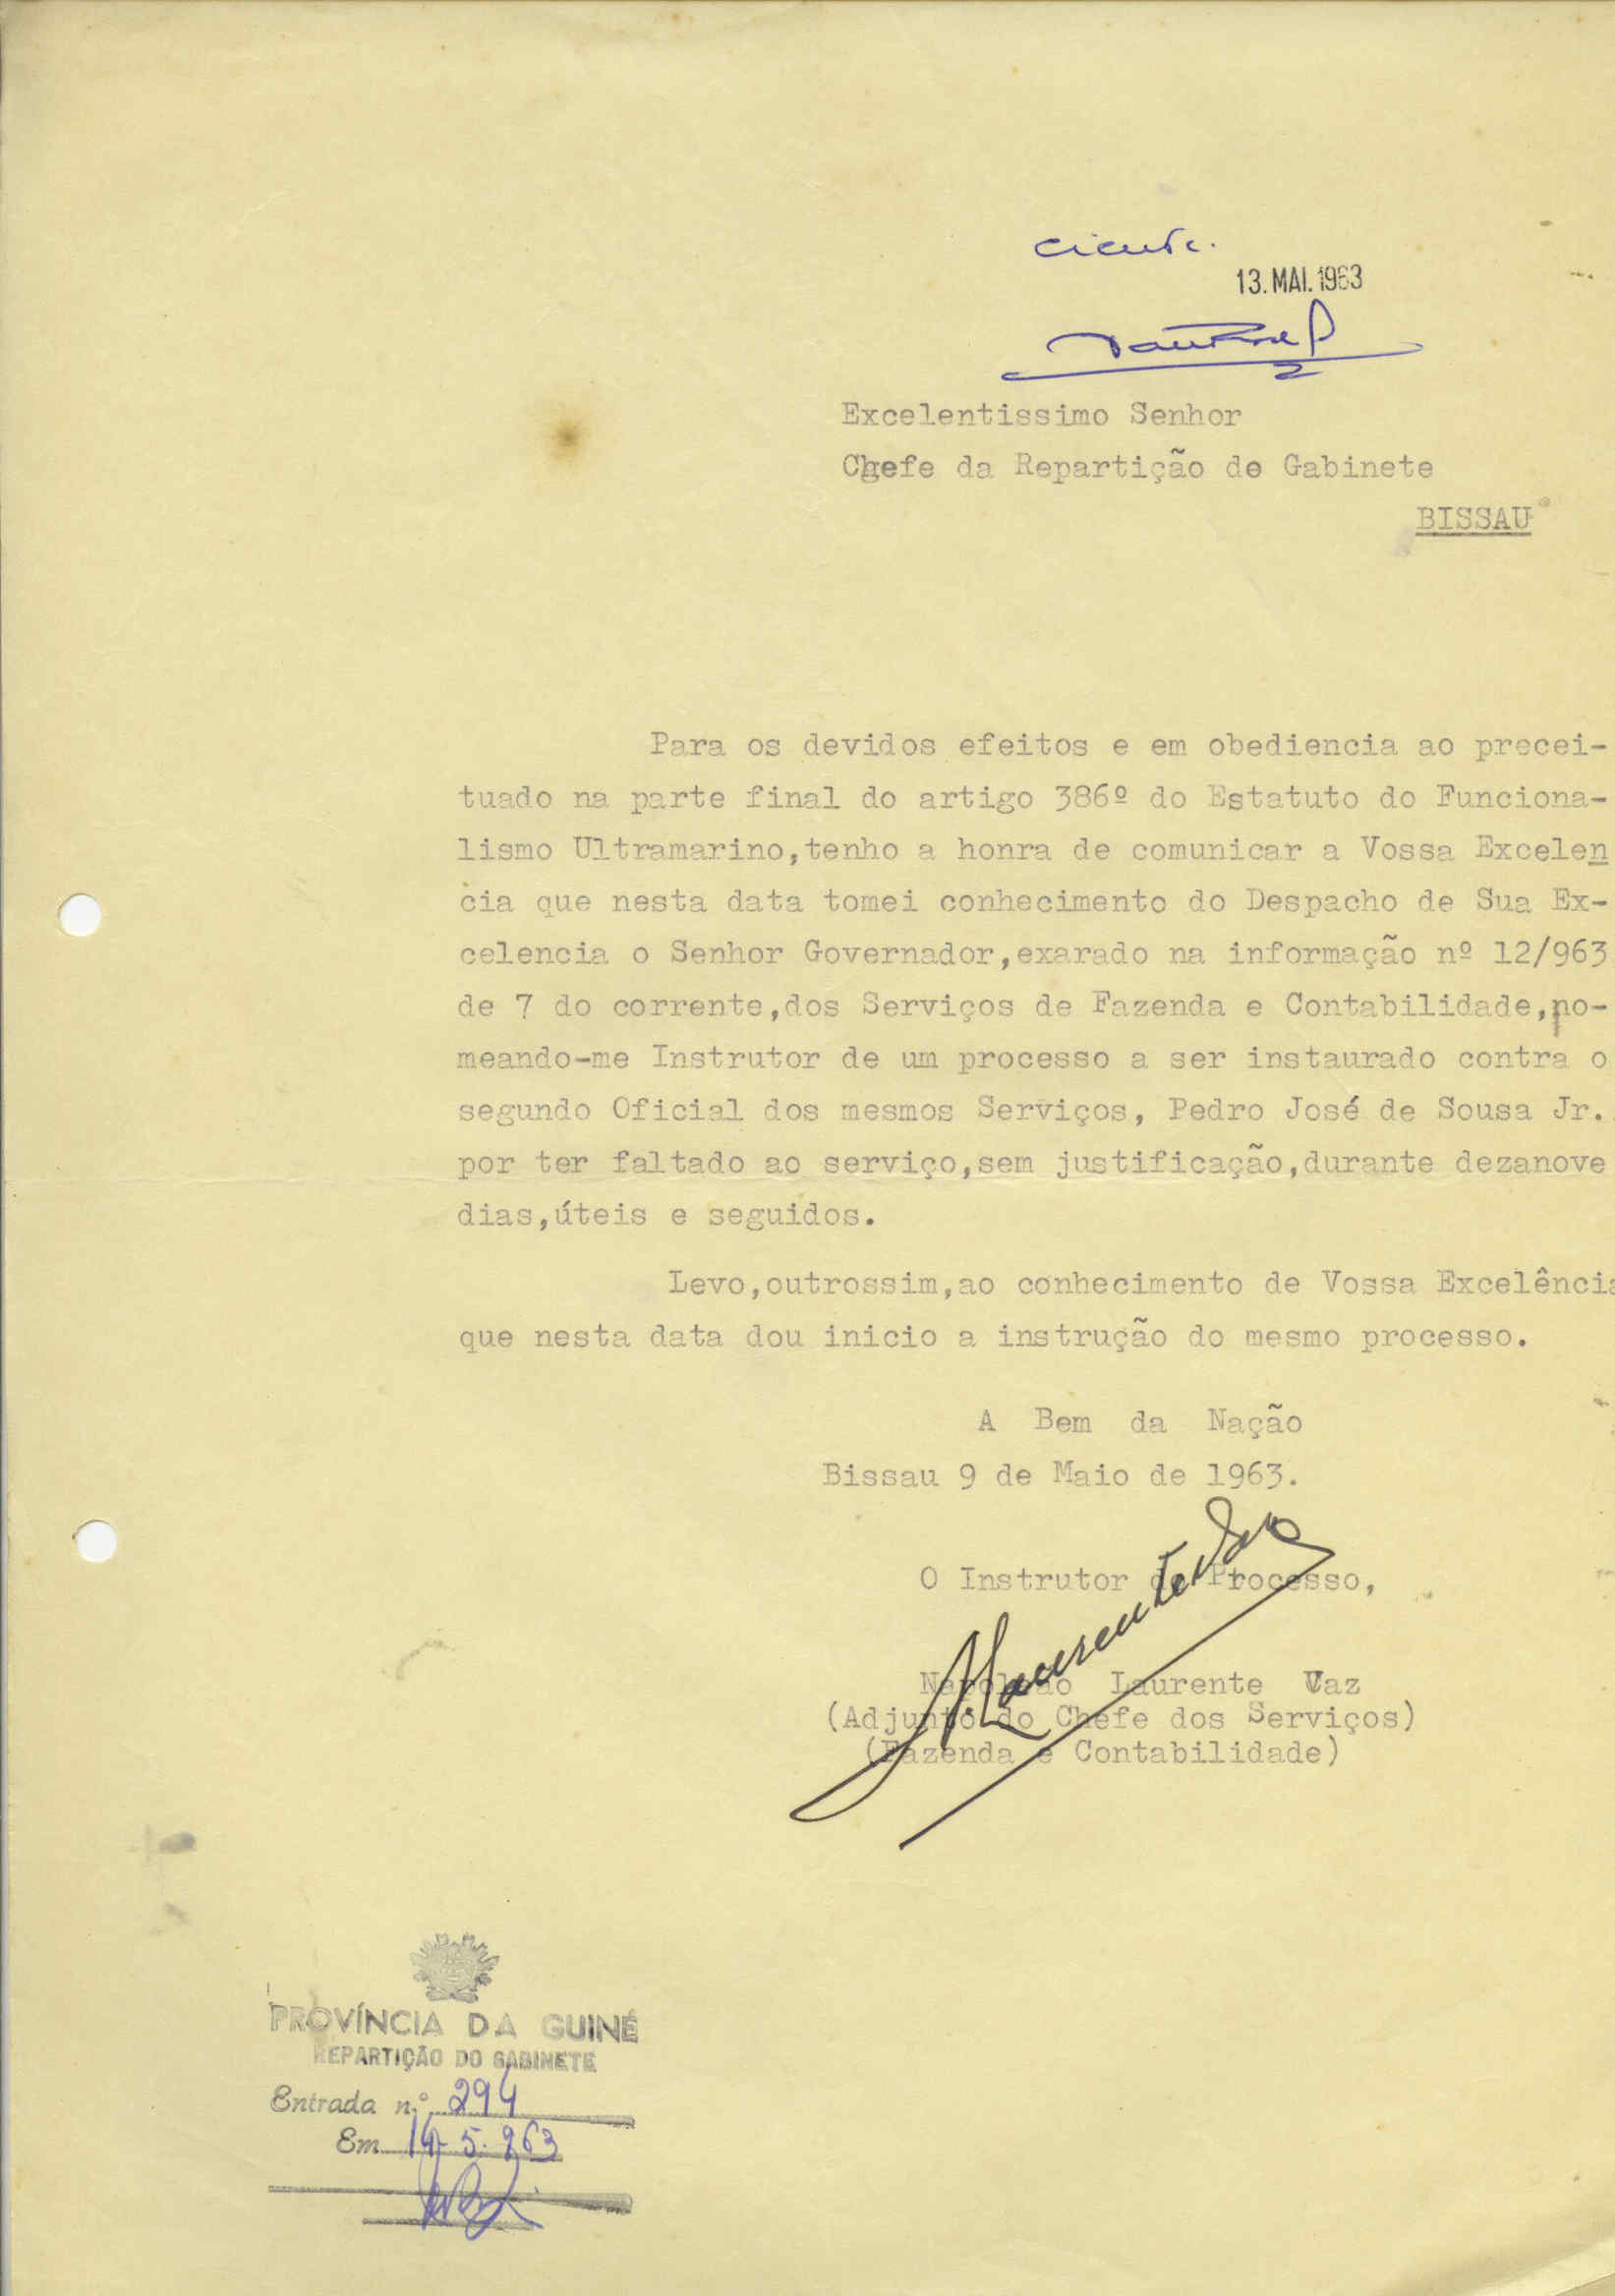 Ciente.
13. MAI. 1963
Excelentissimo Senhor
Chefe da Repartição de Gabinete
BISSAU
Para os devidos efeitos e em obediencia ao precei-
tuado na parte final do artigo 386º do Estatuto do Funciona-
lismo Ultramarino,tenho a honra de comunicar a Vossa Excelen
cia que nesta data tomei conhecimento do Despacho de Sua Ex-
celencia o Senhor Governador,exarado na informação nº 12/963
de 7 do corrente,dos Serviços de Fazenda e Contabilidade,no-
meando-me Instrutor de um processo a ser instaurado contra o
segundo Oficial dos mesmos Serviços, Pedro José de Sousa Jr.
por ter faltado ao serviço,sem justificação,durante dezanove
dias,úteis e seguidos.
Levo,outrossim,ao conhecimento de Vossa Excelência
que nesta data dou inicio a instrução do mesmo processo.
A Bem da Nação
Bissau 9 de Maio de 1963.
O Instrutor do Processo,
NLaurente Vaz
Napoleão Laurente Vaz
(Adjunto do Chefe dos Serviços)
(Fazenda e Contabilidade)
PROVÍNCIA DA GUINÉ
REPARTIÇÃO DO GABINETE
Entrada n.º 294
Em 14-5-963